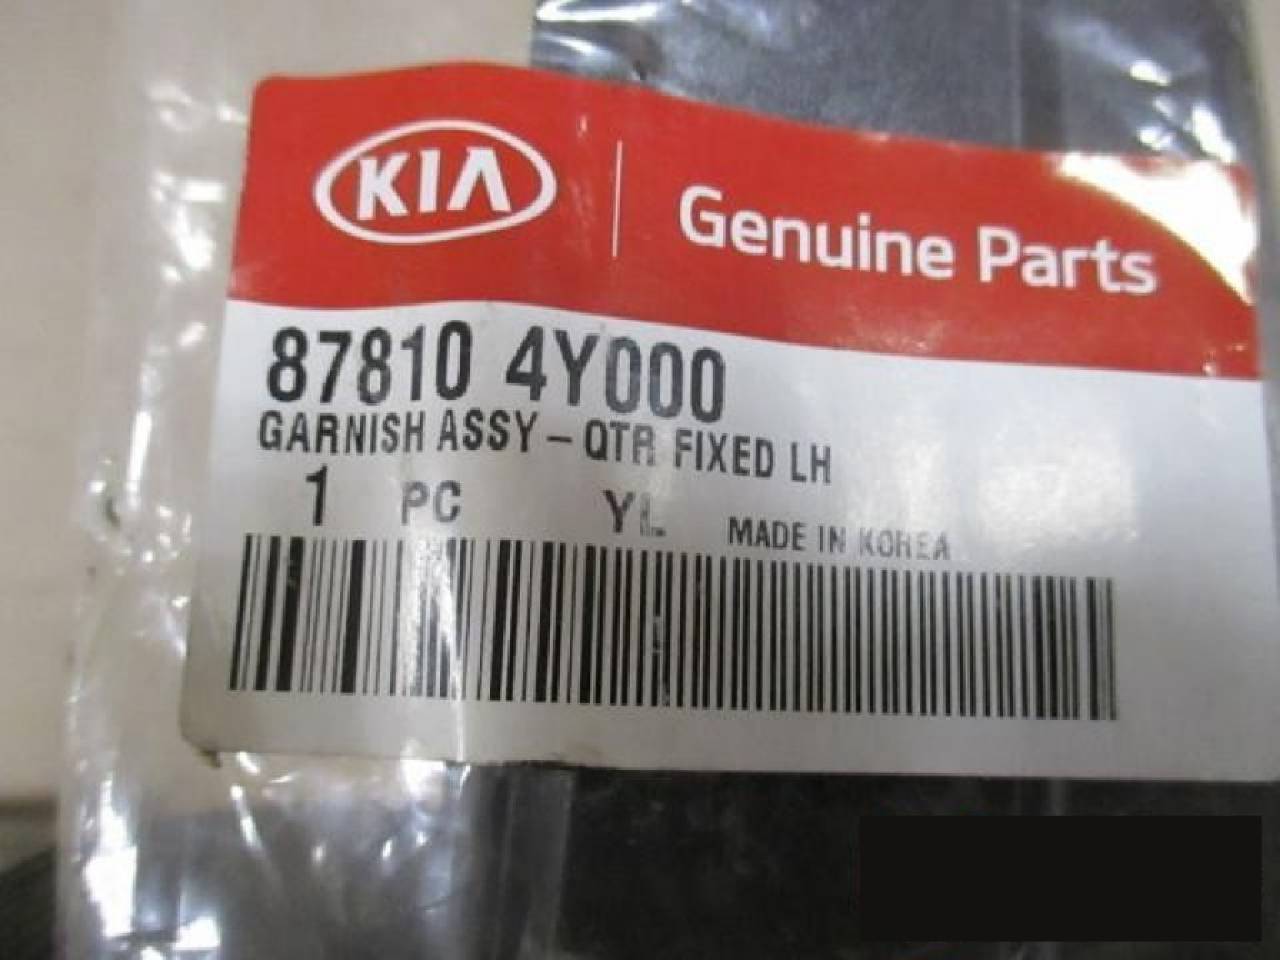 KIA Genuine Parts
87810 4Y000
GARNISH ASSY-QTR FIXED LH
1 PC YL MADE IN KOREA